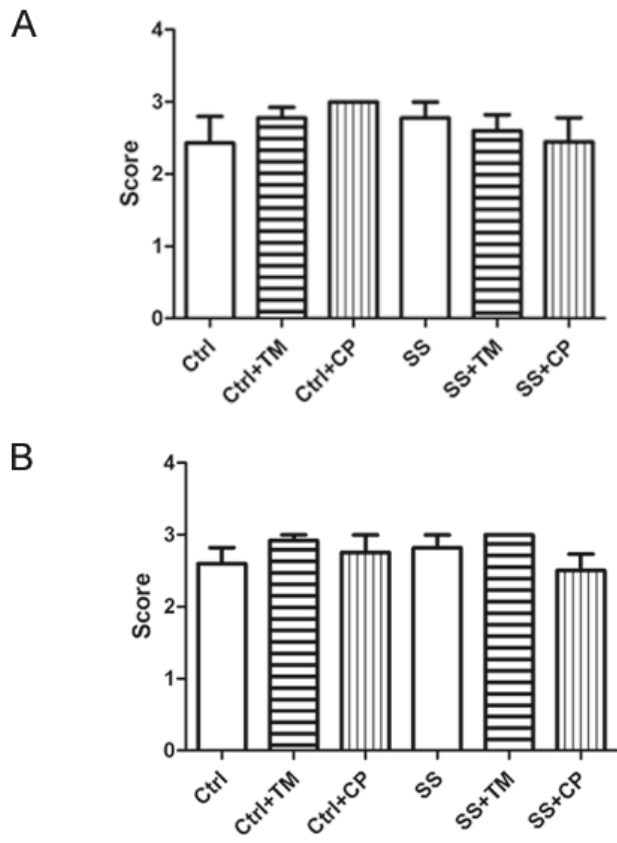 A
4
3
2
1
0
Score
Ctrl
Ctrl+TM
Ctrl+CP
SS
SS+TM
SS+CP
B
4
3
2
1
0
Score
Ctrl
Ctrl+TM
Ctrl+CP
SS
SS+TM
SS+CP